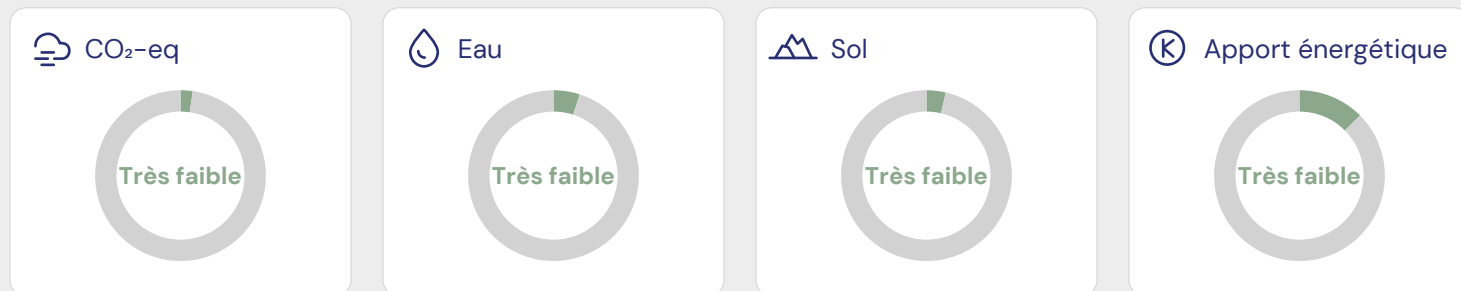 CO₂-eq
Très faible
Eau
Très faible
Sol
Très faible
Apport énergétique
Très faible